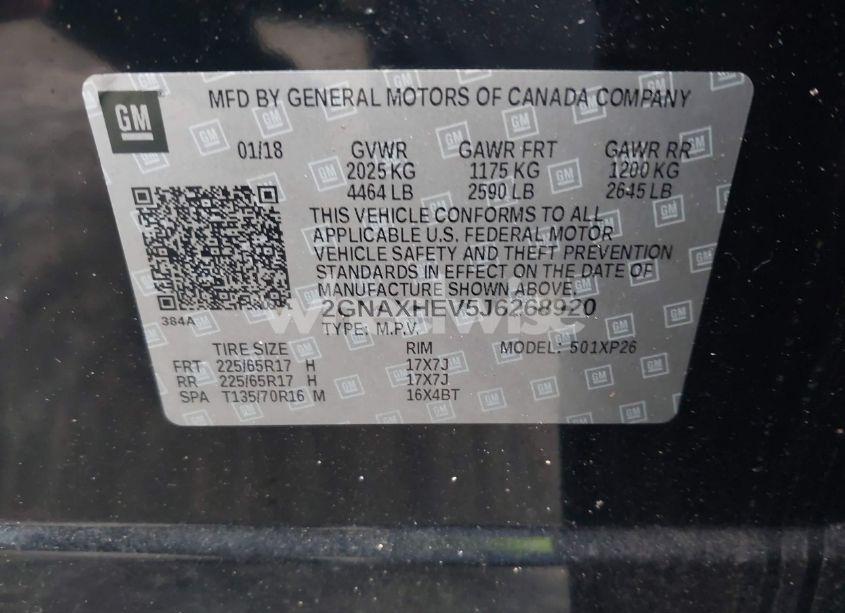 GM
MFD BY GENERAL MOTORS OF CANADA COMPANY
01/18 GVWR GAWR FRT GAWR RR
2025 KG 1175 KG 1200 KG
4464 LB 2590 LB 2645 LB
THIS VEHICLE CONFORMS TO ALL
APPLICABLE U.S. FEDERAL MOTOR
VEHICLE SAFETY AND THEFT PREVENTION
STANDARDS IN EFFECT ON THE DATE OF
MANUFACTURE SHOWN ABOVE.
384A
2GNAXHEV5J6268920
TYPE: M.P.V.
TIRE SIZE RIM MODEL: 501XP26
FRT 225/65R17 H 17X7J
RR 225/65R17 H 17X7J
SPA T135/70R16 M 16X4BT